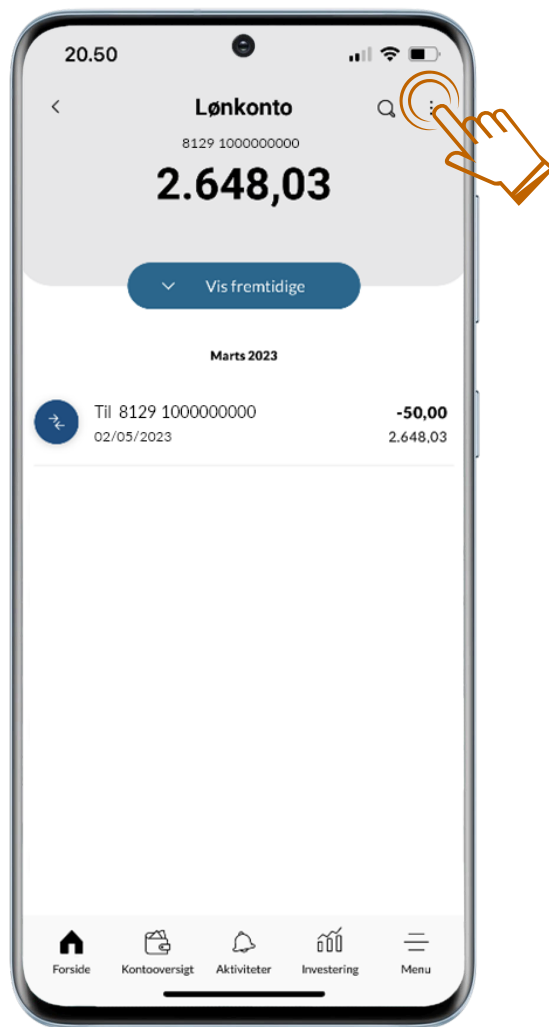 20.50
Lønkonto
8129 1000000000
2.648,03
Vis fremtidige
Marts 2023
Til 8129 1000000000 -50,00
02/05/2023 2.648,03
Forside Kontooversigt Aktiviteter Investering Menu